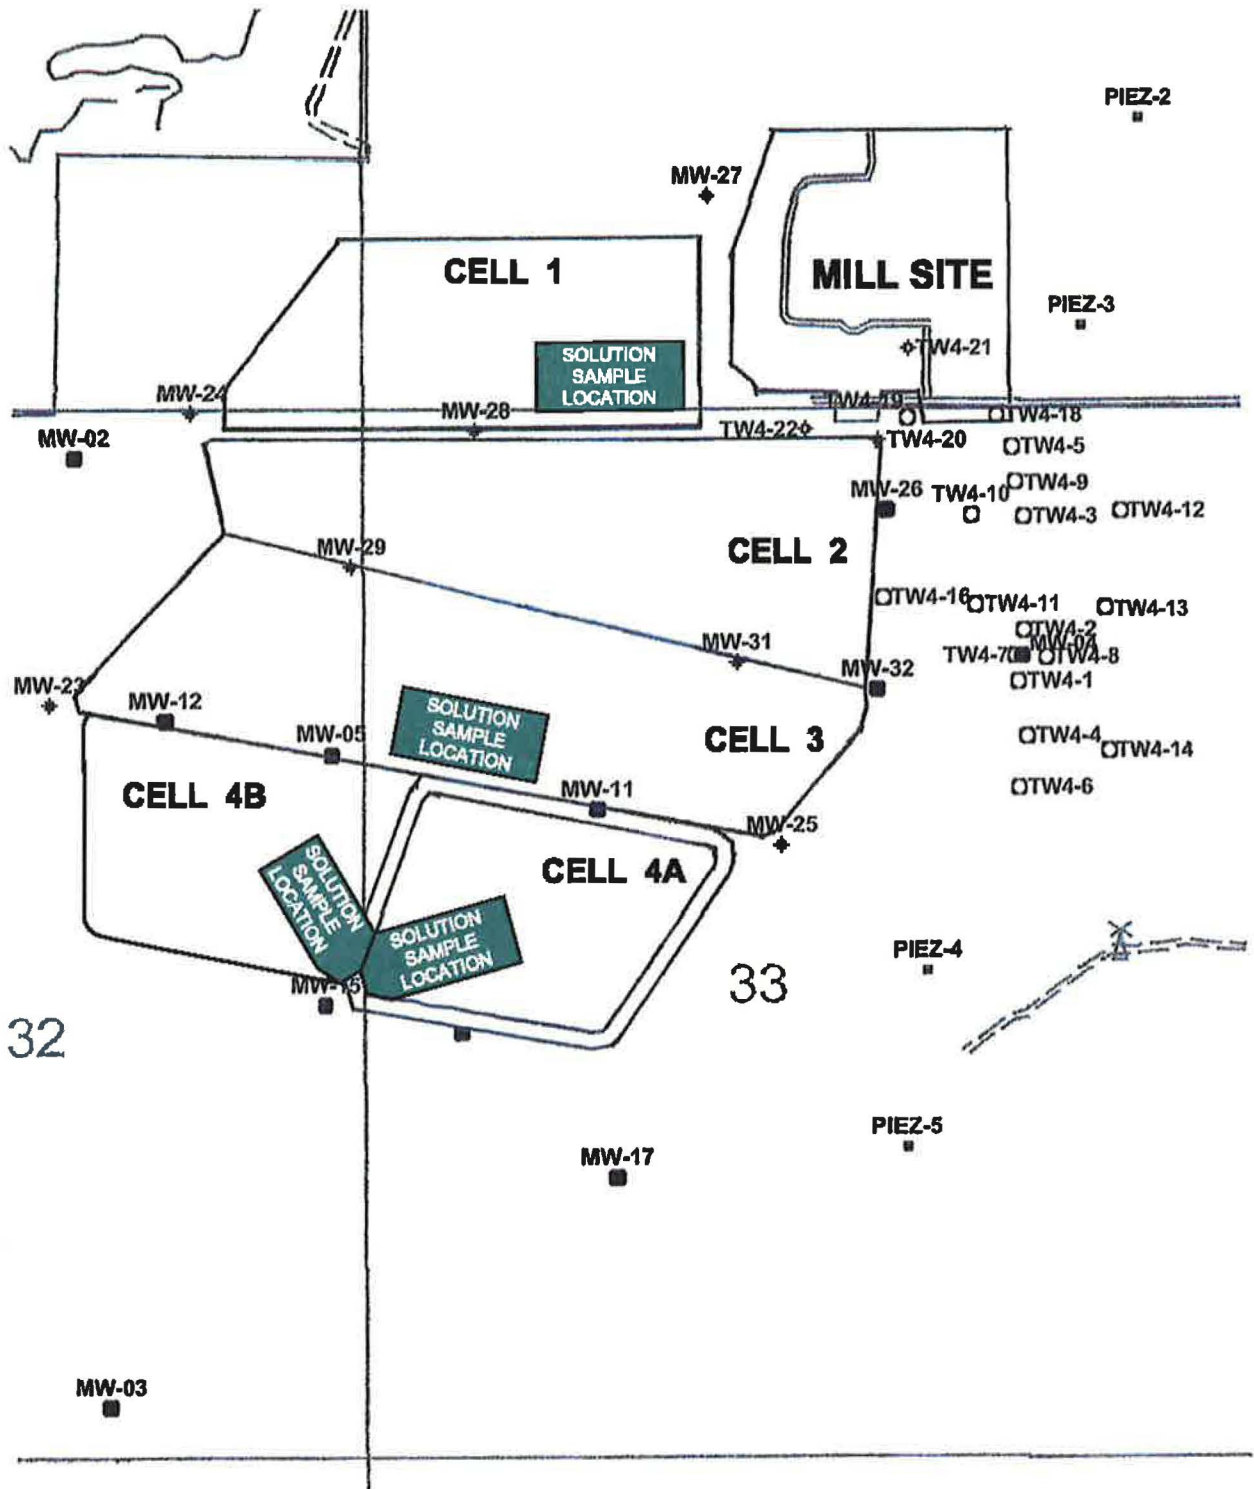 PIEZ-2
MW-27
CELL 1
MILL SITE
PIEZ-3
SOLUTION
SAMPLE
LOCATION
TW4-21
MW-24
MW-28
TW4-19
TW4-18
MW-02
TW4-22
TW4-20
TW4-5
MW-26
TW4-10
TW4-9
TW4-3
TW4-12
MW-29
CELL 2
TW4-16
TW4-11
TW4-13
TW4-2
MW-31
TW4-7
MW-04
TW4-8
MW-32
TW4-1
MW-23
MW-12
MW-05
SOLUTION
SAMPLE
LOCATION
CELL 3
TW4-4
TW4-14
CELL 4B
MW-11
TW4-6
MW-25
CELL 4A
SOLUTION
SAMPLE
LOCATION
SOLUTION
SAMPLE
LOCATION
PIEZ-4
33
MW-15
32
PIEZ-5
MW-17
MW-03